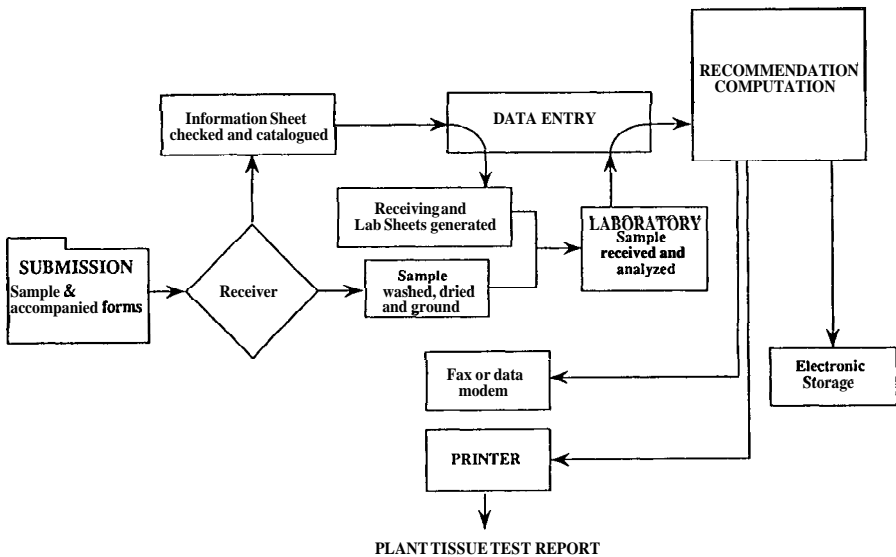 RECOMMENDATION
COMPUTATION
Information Sheet
checked and catalogued
DATA ENTRY
Receiving and
Lab Sheets generated
LABORATORY
Sample
received and
analyzed
SUBMISSION
Sample &
accompanied forms
Receiver
Sample
washed, dried
and ground
Fax or data
modem
Electronic
Storage
PRINTER
PLANT TISSUE TEST REPORT